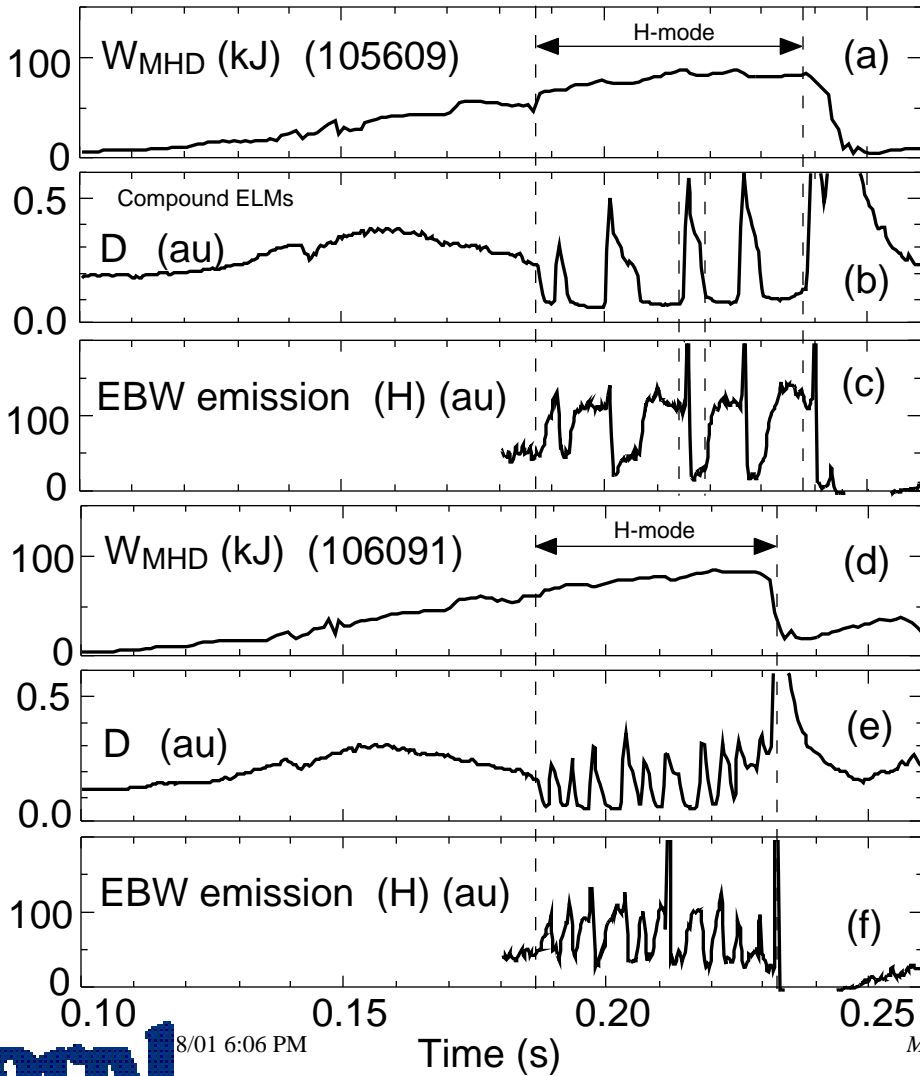 W_MHD (kJ) (105609)
H-mode
(a)
100
0
Compound ELMs
0.5
D (au)
(b)
0.0
EBW emission (H) (au)
(c)
100
0
W_MHD (kJ) (106091)
H-mode
(d)
100
0
0.5
D (au)
(e)
0.0
EBW emission (H) (au)
(f)
100
0
0.10 0.15 0.20 0.25
8/01 6:06 PM
Time (s)
M